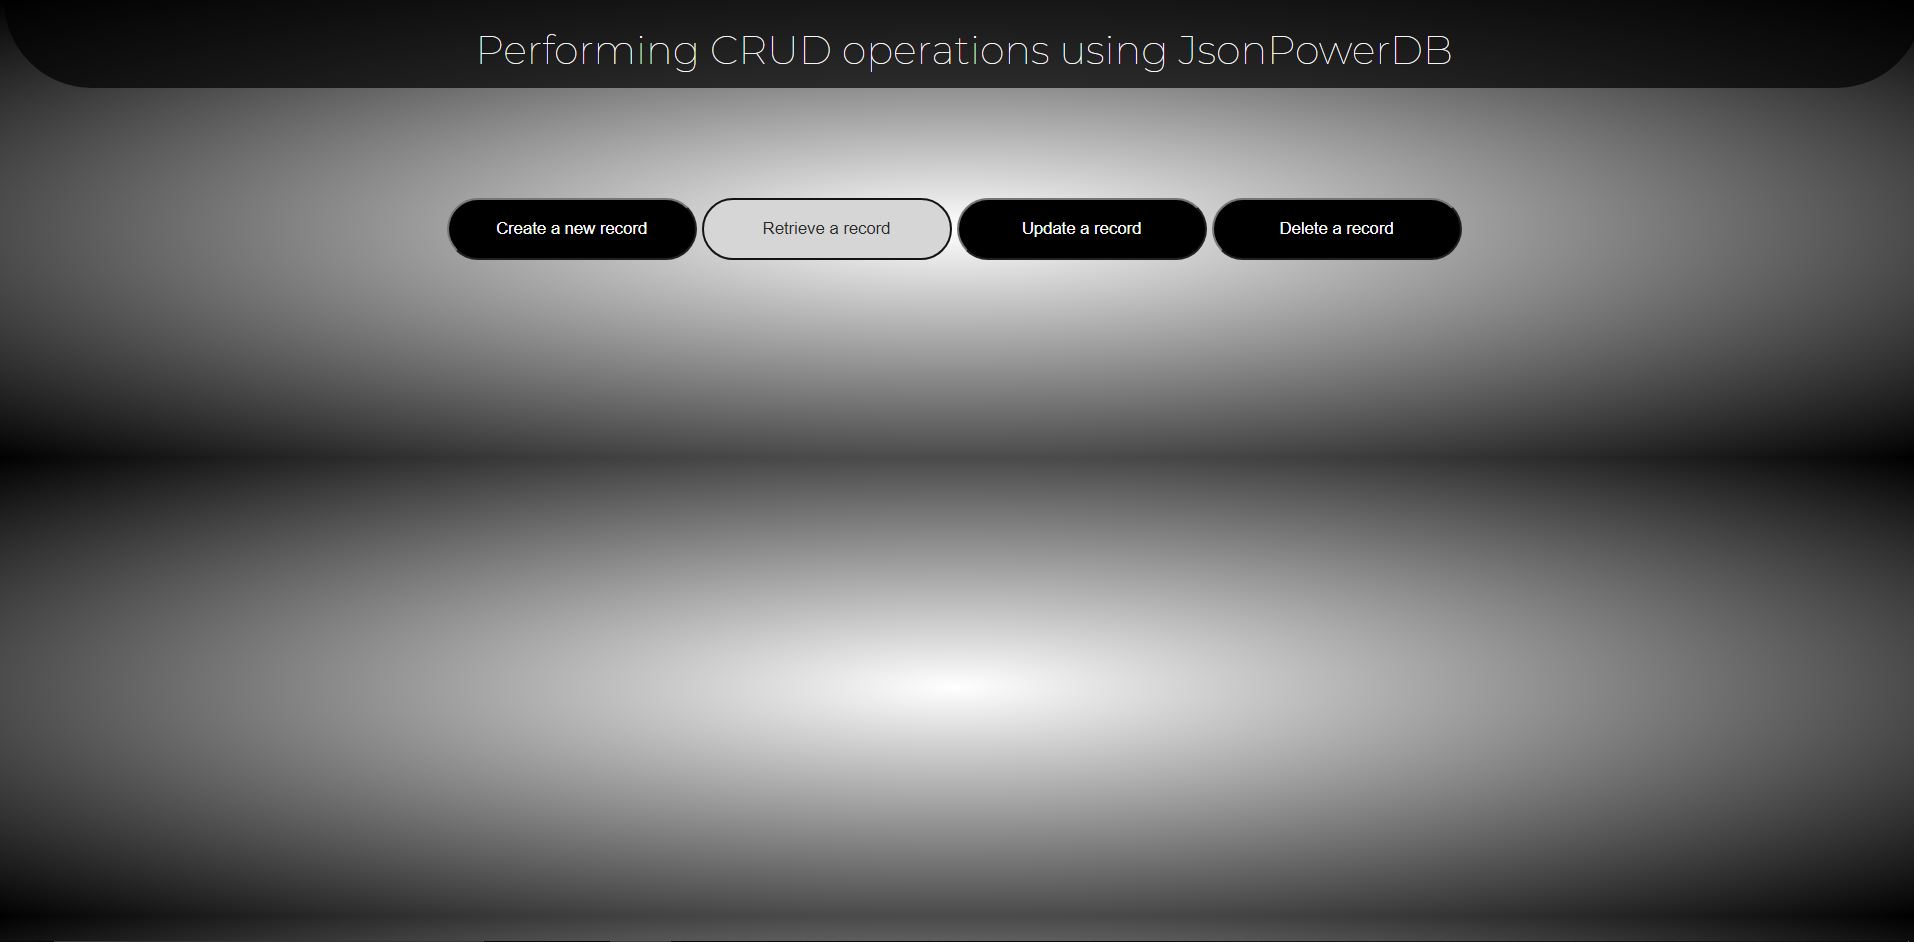 Performing CRUD operations using JsonPowerDB
Create a new record
Retrieve a record
Update a record
Delete a record